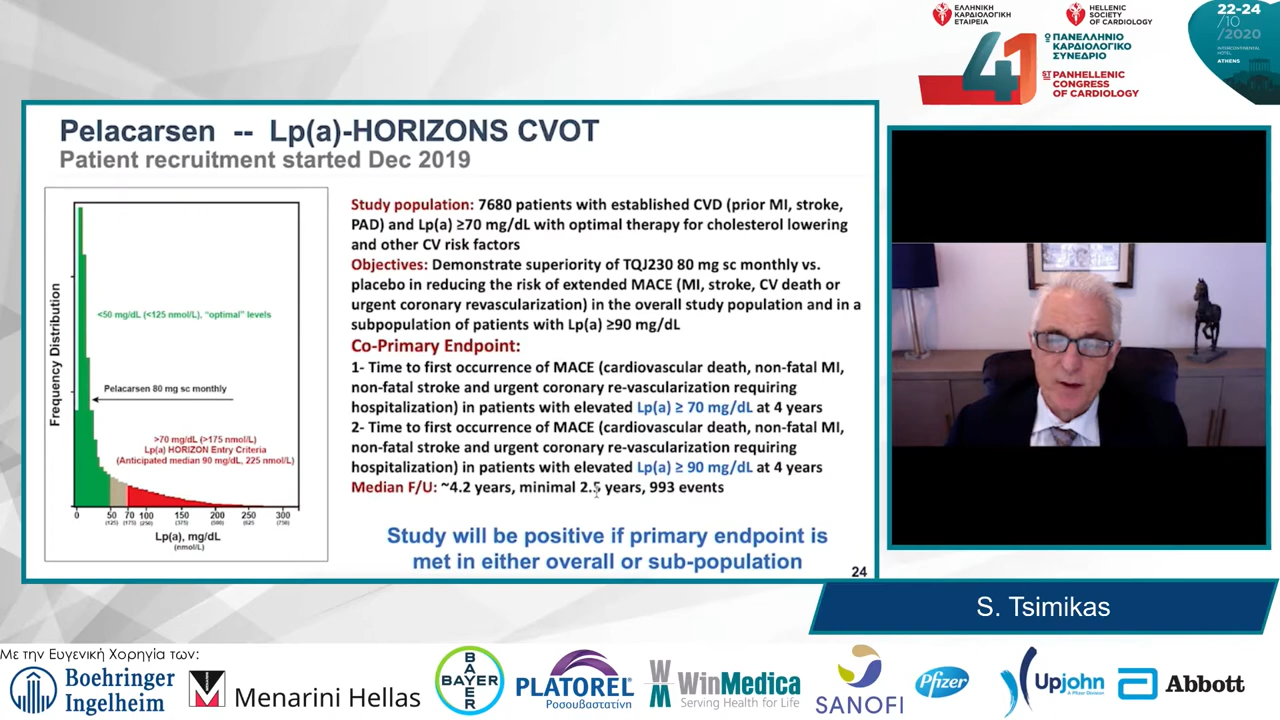 ΕΛΛΗΝΙΚΗ
ΚΑΡΔΙΟΛΟΓΙΚΗ
ΕΤΑΙΡΕΙΑ
HELLENIC
SOCIETY
OF CARDIOLOGY
41
ο ΠΑΝΕΛΛΗΝΙΟ
ΚΑΡΔΙΟΛΟΓΙΚΟ
ΣΥΝΕΔΡΙΟ
ST PANHELLENIC
CONGRESS
OF CARDIOLOGY
22-24
/10
/2020
INTERCONTINENTAL
HOTEL
ATHENS
Pelacarsen -- Lp(a)-HORIZONS CVOT
Patient recruitment started Dec 2019
Frequency Distribution
<50 mg/dL (<125 nmol/L), “optimal” levels
Pelacarsen 80 mg sc monthly
>70 mg/dL (>175 nmol/L)
Lp(a) HORIZON Entry Criteria
(Anticipated median 90 mg/dL, 225 nmol/L)
0 50 70 100 150 200 250 300
(125) (175) (250) (375) (500) (625) (750)
Lp(a), mg/dL
(nmol/L)
Study population: 7680 patients with established CVD (prior MI, stroke,
PAD) and Lp(a) ≥70 mg/dL with optimal therapy for cholesterol lowering
and other CV risk factors
Objectives: Demonstrate superiority of TQJ230 80 mg sc monthly vs.
placebo in reducing the risk of extended MACE (MI, stroke, CV death or
urgent coronary revascularization) in the overall study population and in a
subpopulation of patients with Lp(a) ≥90 mg/dL
Co-Primary Endpoint:
1- Time to first occurrence of MACE (cardiovascular death, non-fatal MI,
non-fatal stroke and urgent coronary re-vascularization requiring
hospitalization) in patients with elevated Lp(a) ≥ 70 mg/dL at 4 years
2- Time to first occurrence of MACE (cardiovascular death, non-fatal MI,
non-fatal stroke and urgent coronary re-vascularization requiring
hospitalization) in patients with elevated Lp(a) ≥ 90 mg/dL at 4 years
Median F/U: ~4.2 years, minimal 2.5 years, 993 events
Study will be positive if primary endpoint is
met in either overall or sub-population
24
S. Tsimikas
Με την Ευγενική Χορηγία των:
Boehringer
Ingelheim
Menarini Hellas
BAYER
BAYER
PLATOREL
Ροσουβαστατίνη
WinMedica
Serving Health for Life
SANOFI
Pfizer
Upjohn
A Pfizer Division
Abbott